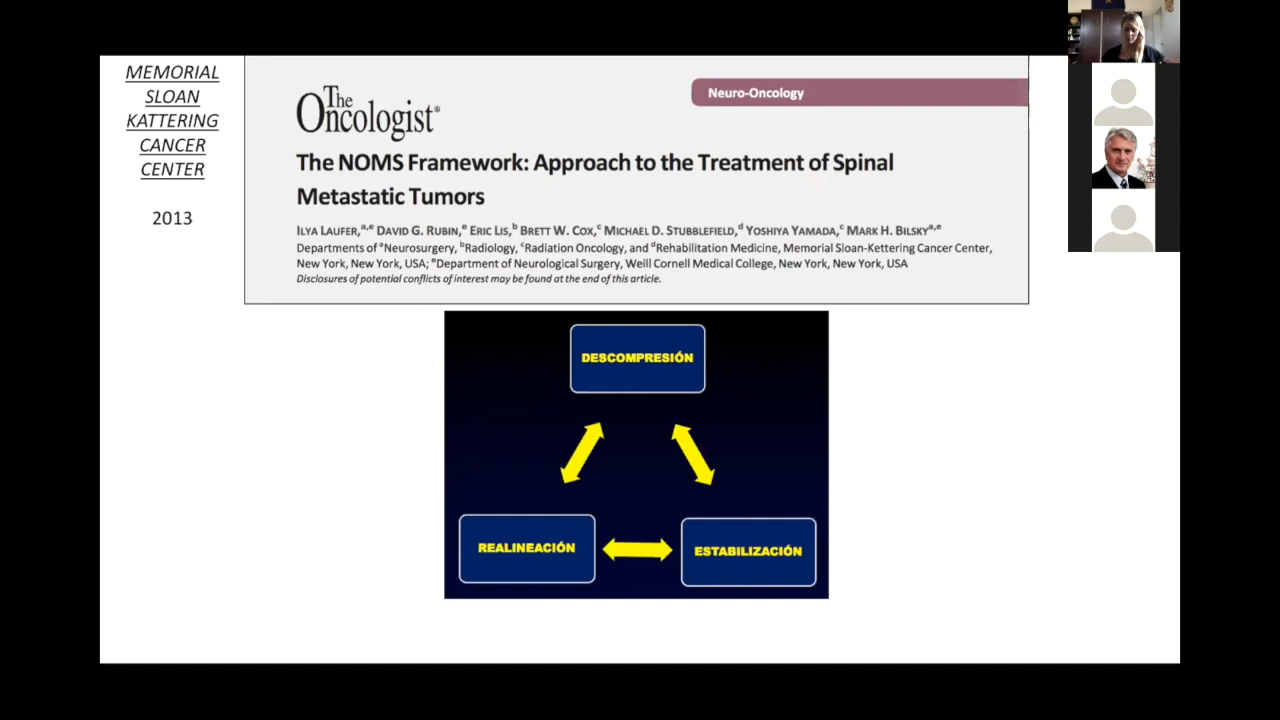 MEMORIAL
SLOAN
KATTERING
CANCER
CENTER
2013
The
Oncologist®
Neuro-Oncology
The NOMS Framework: Approach to the Treatment of Spinal
Metastatic Tumors
ILYA LAUFER,a,e DAVID G. RUBIN,e ERIC LIS,b BRETT W. COX,c MICHAEL D. STUBBLEFIELD,d YOSHIYA YAMADA,c MARK H. BILSKYa,e
Departments of aNeurosurgery, bRadiology, cRadiation Oncology, and dRehabilitation Medicine, Memorial Sloan-Kettering Cancer Center,
New York, New York, USA; eDepartment of Neurological Surgery, Weill Cornell Medical College, New York, New York, USA
Disclosures of potential conflicts of interest may be found at the end of this article.
DESCOMPRESIÓN
REALINEACIÓN
ESTABILIZACIÓN